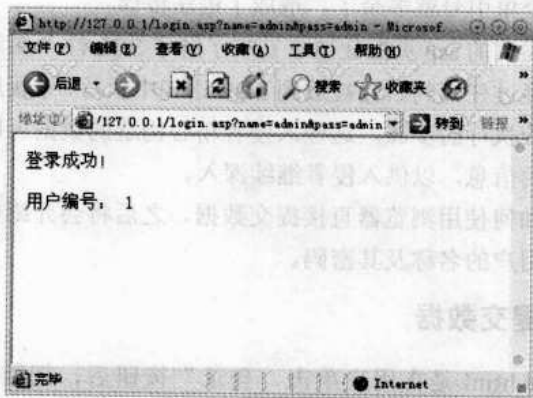 http://127.0.0.1/login.asp?name=admin&pass=admin - Microsof.
文件(F) 编辑(E) 查看(V) 收藏(A) 工具(T) 帮助(H)
后退 搜索 收藏夹 »
地址(D) /127.0.0.1/login.asp?name=admin&pass=admin 转到 链接 »
登录成功!
用户编号: 1
完毕 Internet